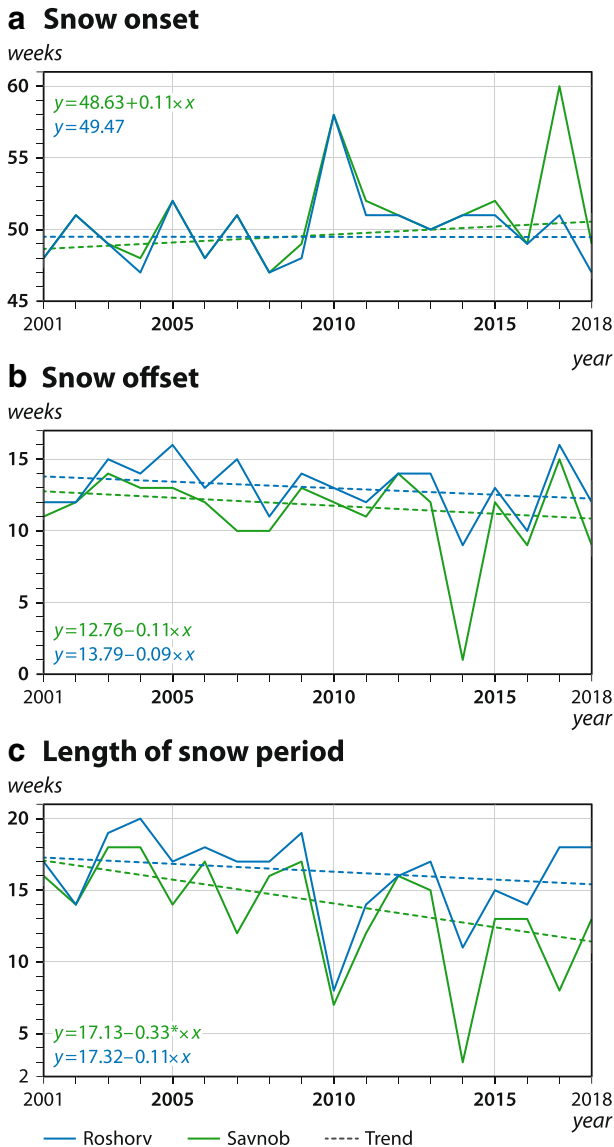 a Snow onset
weeks
60
y=48.63+0.11×x
y=49.47
55
50
45
2001 2005 2010 2015 2018
year
b Snow offset
weeks
15
10
5
y=12.76–0.11×x
y=13.79–0.09×x
0
2001 2005 2010 2015 2018
year
c Length of snow period
weeks
20
15
10
5
y=17.13–0.33*×x
y=17.32–0.11×x
2
2001 2005 2010 2015 2018
Roshorv Savnob Trend
year